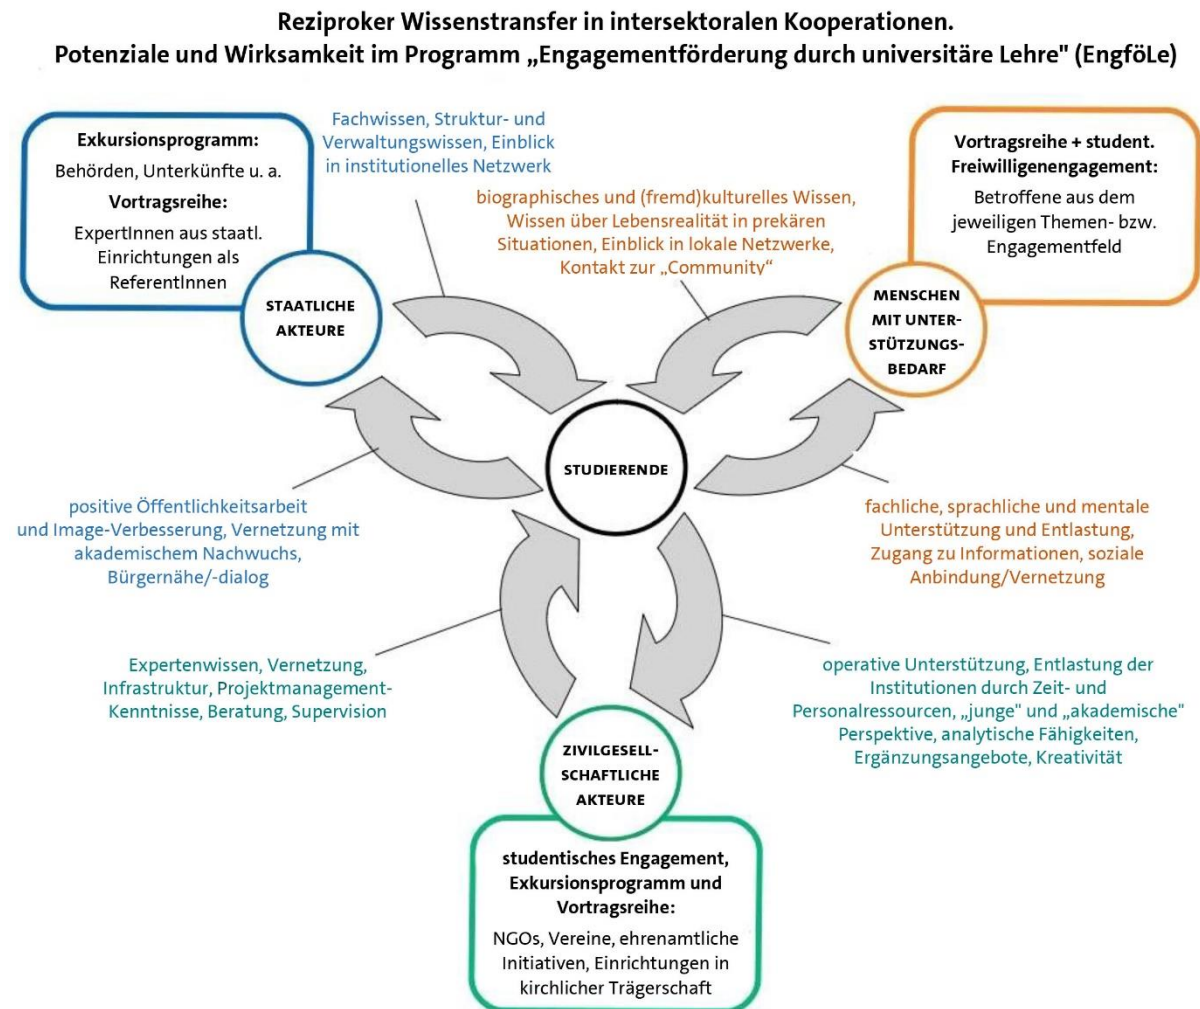 Reziproker Wissenstransfer in intersektoralen Kooperationen.
Potenziale und Wirksamkeit im Programm „Engagementförderung durch universitäre Lehre" (EngföLe)
Exkursionsprogramm:
Behörden, Unterkünfte u. a.
Vortragsreihe:
ExpertInnen aus staatl.
Einrichtungen als
ReferentInnen
STAATLICHE
AKTEURE
Fachwissen, Struktur- und
Verwaltungswissen, Einblick
in institutionelles Netzwerk
biographisches und (fremd)kulturelles Wissen,
Wissen über Lebensrealität in prekären
Situationen, Einblick in lokale Netzwerke,
Kontakt zur „Community“
Vortragsreihe + student.
Freiwilligenengagement:
Betroffene aus dem
jeweiligen Themen- bzw.
Engagementfeld
MENSCHEN
MIT UNTER-
STÜTZUNGS-
BEDARF
STUDIERENDE
positive Öffentlichkeitsarbeit
und Image-Verbesserung, Vernetzung mit
akademischem Nachwuchs,
Bürgernähe/-dialog
fachliche, sprachliche und mentale
Unterstützung und Entlastung,
Zugang zu Informationen, soziale
Anbindung/Vernetzung
Expertenwissen, Vernetzung,
Infrastruktur, Projektmanagement-
Kenntnisse, Beratung, Supervision
operative Unterstützung, Entlastung der
Institutionen durch Zeit- und
Personalressourcen, „junge" und „akademische"
Perspektive, analytische Fähigkeiten,
Ergänzungsangebote, Kreativität
ZIVILGESELL-
SCHAFTLICHE
AKTEURE
studentisches Engagement,
Exkursionsprogramm und
Vortragsreihe:
NGOs, Vereine, ehrenamtliche
Initiativen, Einrichtungen in
kirchlicher Trägerschaft